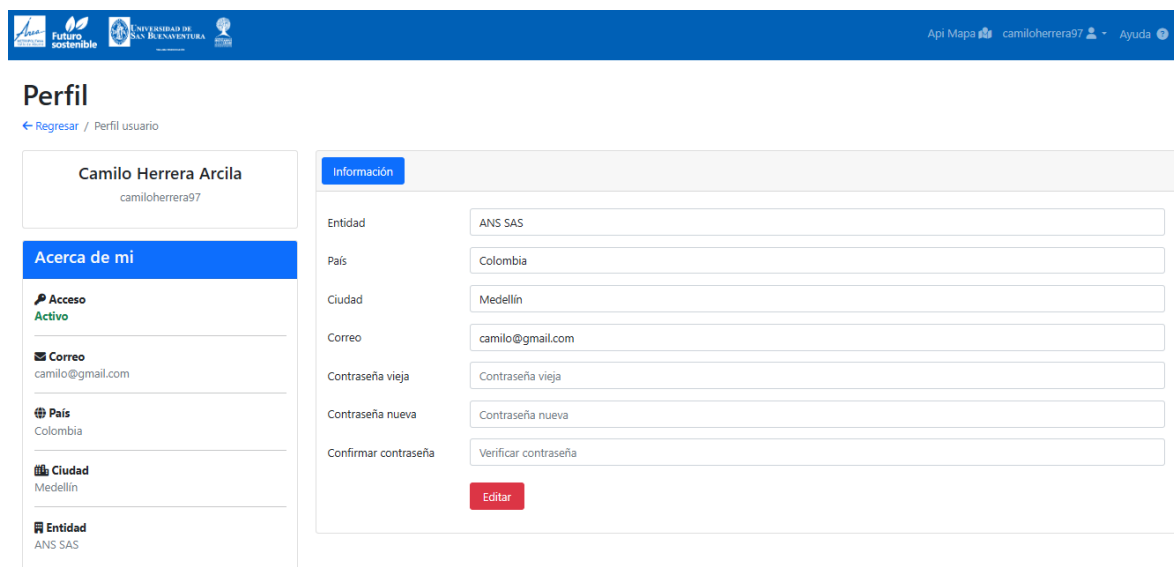 Área
Futuro
sostenible
UNIVERSIDAD DE
SAN BUENAVENTURA
Api Mapa
camiloherrera97
Ayuda
Perfil
← Regresar / Perfil usuario
Camilo Herrera Arcila
camiloherrera97
Acerca de mi
Acceso
Activo
Correo
camilo@gmail.com
País
Colombia
Ciudad
Medellín
Entidad
ANS SAS
Información
Entidad ANS SAS
País Colombia
Ciudad Medellín
Correo camilo@gmail.com
Contraseña vieja Contraseña vieja
Contraseña nueva Contraseña nueva
Confirmar contraseña Verificar contraseña
Editar